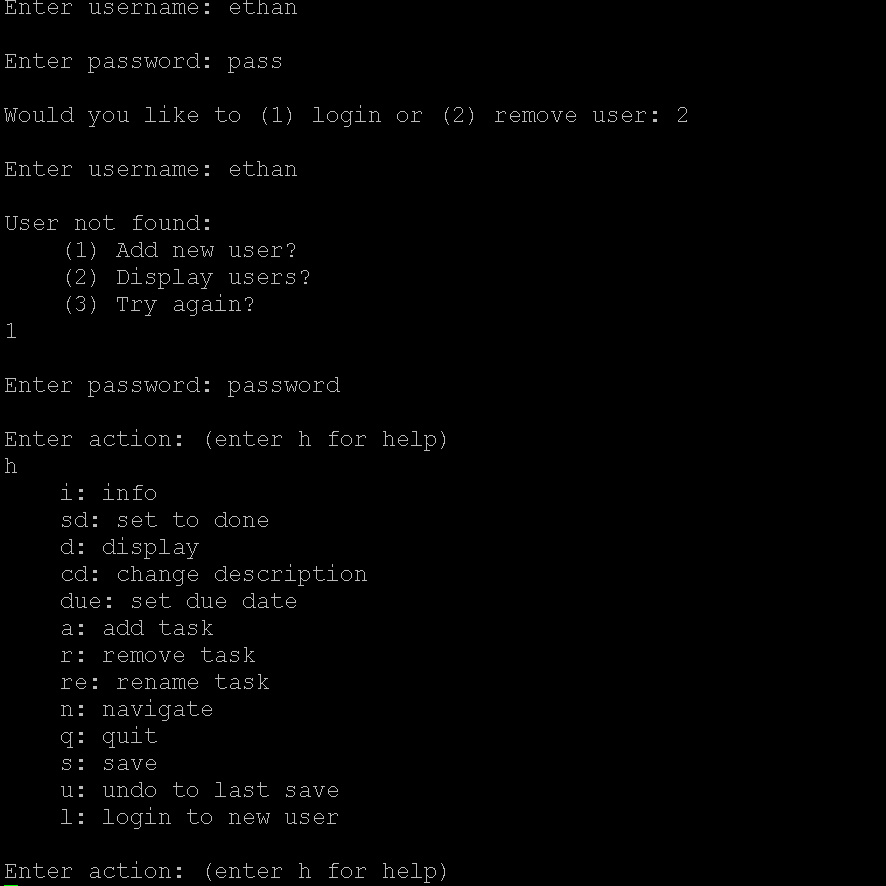 Enter username: ethan
Enter password: pass
Would you like to (1) login or (2) remove user: 2
Enter username: ethan
User not found:
(1) Add new user?
(2) Display users?
(3) Try again?
1
Enter password: password
Enter action: (enter h for help)
h
i: info
sd: set to done
d: display
cd: change description
due: set due date
a: add task
r: remove task
re: rename task
n: navigate
q: quit
s: save
u: undo to last save
l: login to new user
Enter action: (enter h for help)